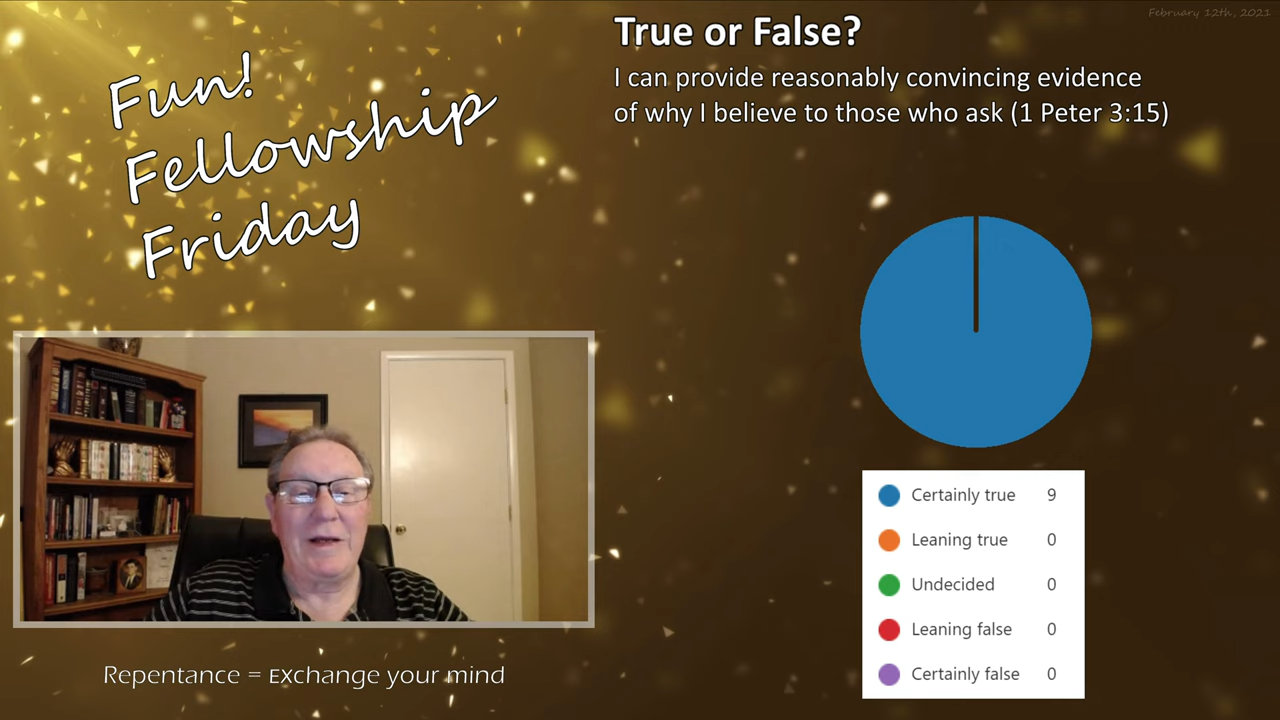 February 12th, 2021
Fun!
Fellowship
Friday
True or False?
I can provide reasonably convincing evidence
of why I believe to those who ask (1 Peter 3:15)
Certainly true 9
Leaning true 0
Undecided 0
Leaning false 0
Certainly false 0
Repentance = EXchange your mind